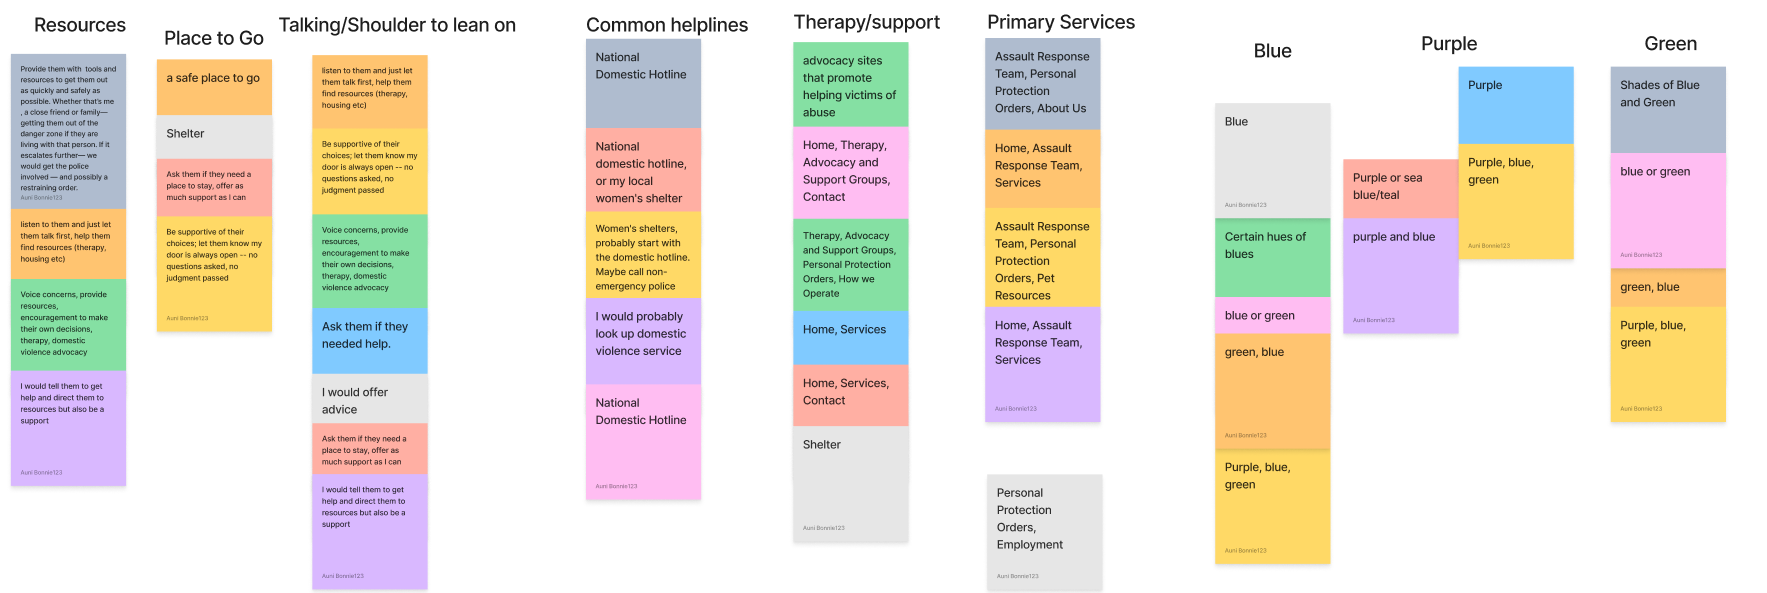 Resources
Provide them with tools and
resources to get them out
as quickly and safely as
possible. Whether that's me
, a close friend or family—
getting them out of the
danger zone if they are
living with that person. If it
escalates further— we
would get the police
involved — and possibly a
restraining order.
Auni Bonnie123
listen to them and just let
them talk first, help them
find resources (therapy,
housing etc)
Voice concerns, provide
resources,
encouragement to make
their own decisions,
therapy, domestic
violence advocacy
I would tell them to get
help and direct them to
resources but also be a
support
Auni Bonnie123
Place to Go
a safe place to go
Shelter
Ask them if they need a
place to stay, offer as
much support as I can
Be supportive of their
choices; let them know my
door is always open -- no
questions asked, no
judgment passed
Auni Bonnie123
Talking/Shoulder to lean on
listen to them and just let
them talk first, help them
find resources (therapy,
housing etc)
Be supportive of their
choices; let them know my
door is always open -- no
questions asked, no
judgment passed
Voice concerns, provide
resources,
encouragement to make
their own decisions,
therapy, domestic
violence advocacy
Ask them if they
needed help.
I would offer
advice
Ask them if they need a
place to stay, offer as
much support as I can
I would tell them to get
help and direct them to
resources but also be a
support
Auni Bonnie123
Common helplines
National
Domestic Hotline
National
domestic hotline,
or my local
women's shelter
Women's shelters,
probably start with
the domestic hotline.
Maybe call non-
emergency police
I would probably
look up domestic
violence service
National
Domestic Hotline
Auni Bonnie123
Therapy/support
advocacy sites
that promote
helping victims of
abuse
Home, Therapy,
Advocacy and
Support Groups,
Contact
Therapy, Advocacy
and Support Groups,
Personal Protection
Orders, How we
Operate
Home, Services
Home, Services,
Contact
Shelter
Auni Bonnie123
Primary Services
Assault Response
Team, Personal
Protection
Orders, About Us
Home, Assault
Response Team,
Services
Assault Response
Team, Personal
Protection
Orders, Pet
Resources
Home, Assault
Response Team,
Services
Auni Bonnie123
Personal
Protection
Orders,
Employment
Auni Bonnie123
Blue
Blue
Auni Bonnie123
Certain hues of
blues
blue or green
green, blue
Auni Bonnie123
Purple, blue,
green
Auni Bonnie123
Purple
Purple
Purple, blue,
green
Auni Bonnie123
Purple or sea
blue/teal
purple and blue
Auni Bonnie123
Green
Shades of Blue
and Green
blue or green
Auni Bonnie123
green, blue
Purple, blue,
green
Auni Bonnie123